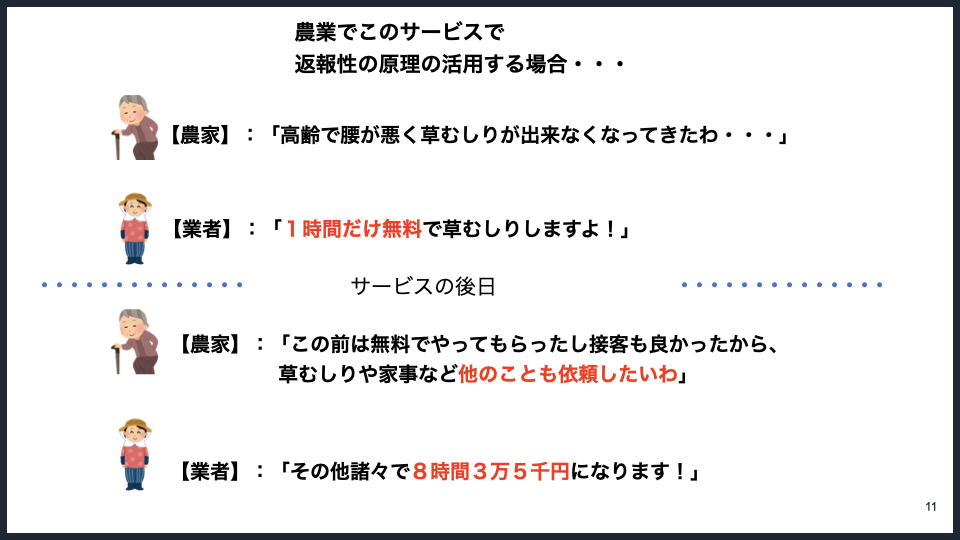 農業でこのサービスで
返報性の原理の活用する場合・・・
【農家】：「高齢で腰が悪く草むしりが出来なくなってきたわ・・・」
【業者】：「１時間だけ無料で草むしりしますよ！」
サービスの後日
【農家】：「この前は無料でやってもらったし接客も良かったから、
草むしりや家事など他のことも依頼したいわ」
【業者】：「その他諸々で８時間３万５千円になります！」
11